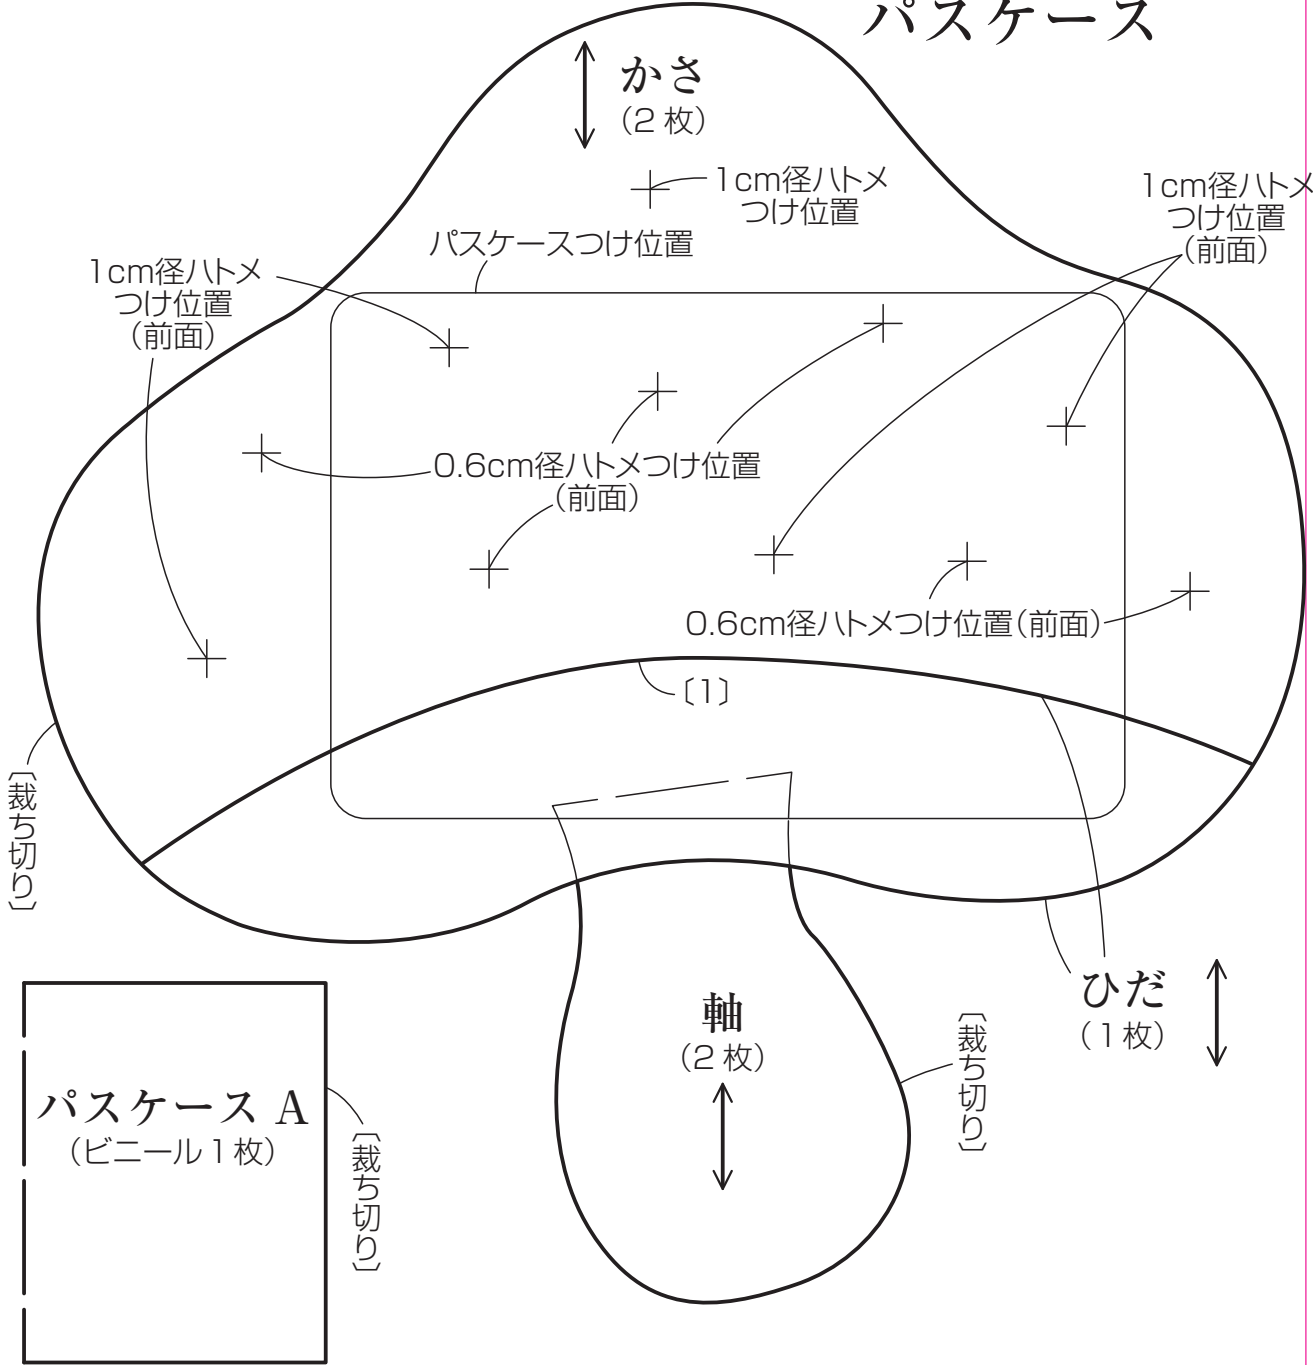 パスケース
かさ
（2 枚）
1cm径ハトメ
つけ位置
1cm径ハトメ
つけ位置
（前面）
パスケースつけ位置
1cm径ハトメ
つけ位置
（前面）
0.6cm径ハトメつけ位置
（前面）
0.6cm径ハトメつけ位置（前面）
〔1〕
〔裁ち切り〕
ひだ
（1 枚）
軸
（2 枚）
〔裁ち切り〕
パスケース A
（ビニール 1 枚）
〔裁ち切り〕